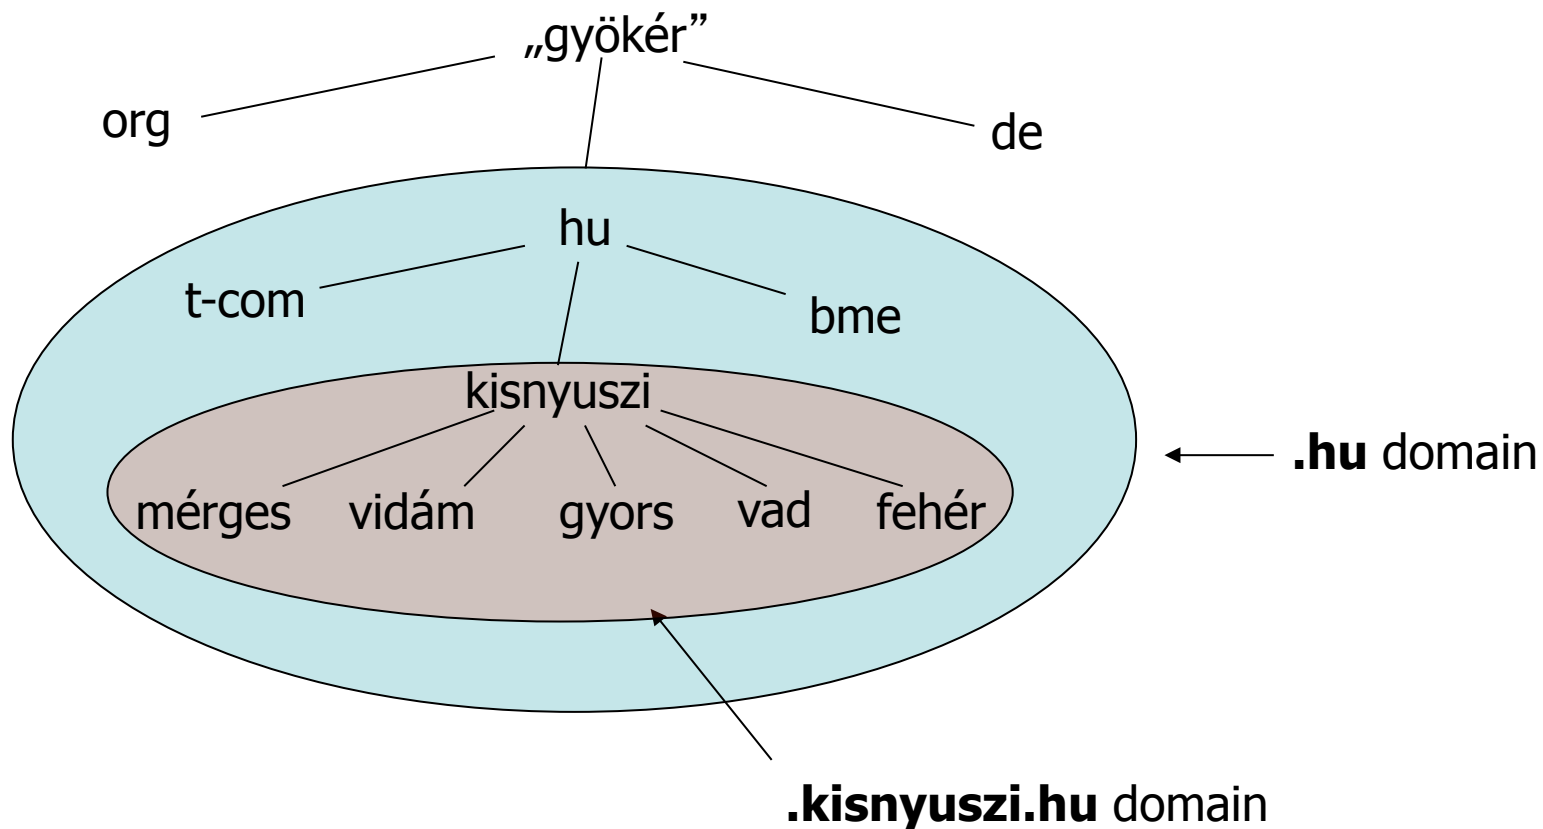 „gyökér”
org
de
hu
t-com
bme
kisnyuszi
mérges vidám gyors vad fehér
.hu domain
.kisnyuszi.hu domain